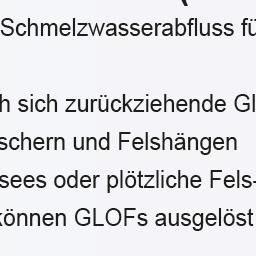 Schmelzwasserabfluss fü
h sich zurückziehende Gl
schern und Felshängen
sees oder plötzliche Fels-
können GLOFs ausgelöst